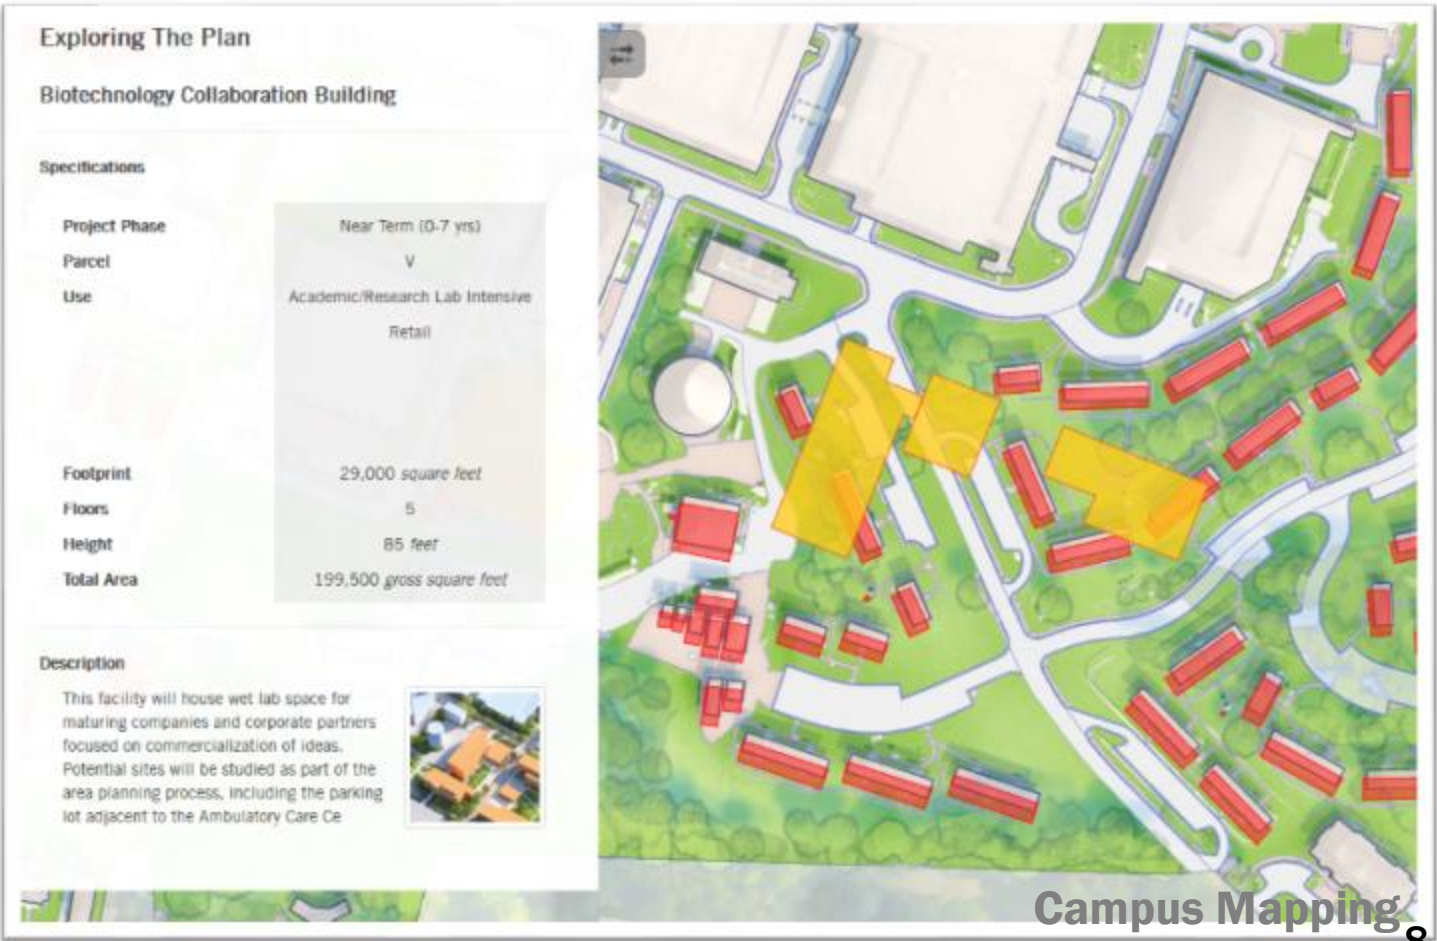 Exploring The Plan
Biotechnology Collaboration Building
Specifications
Project Phase Near Term (0-7 yrs)
Parcel V
Use Academic/Research Lab Intensive
Retail
Footprint 29,000 square feet
Floors 5
Height 85 feet
Total Area 199,500 gross square feet
Description
This facility will house wet lab space for
maturing companies and corporate partners
focused on commercialization of ideas.
Potential sites will be studied as part of the
area planning process, including the parking
lot adjacent to the Ambulatory Care Ce
Campus Mapping